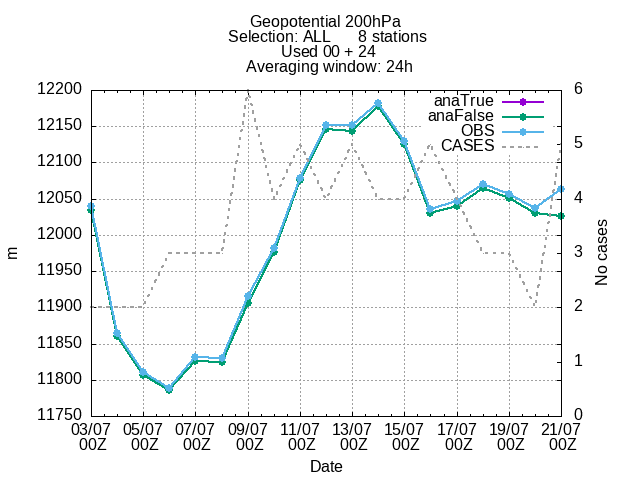 Geopotential 200hPa
Selection: ALL 8 stations
Used 00 + 24
Averaging window: 24h
12200
12150
12100
12050
12000
11950
11900
11850
11800
11750
m
anaTrue
anaFalse
OBS
CASES
6
5
4
3
2
1
0
No cases
03/07 05/07 07/07 09/07 11/07 13/07 15/07 17/07 19/07 21/07
00Z 00Z 00Z 00Z 00Z 00Z 00Z 00Z 00Z 00Z
Date